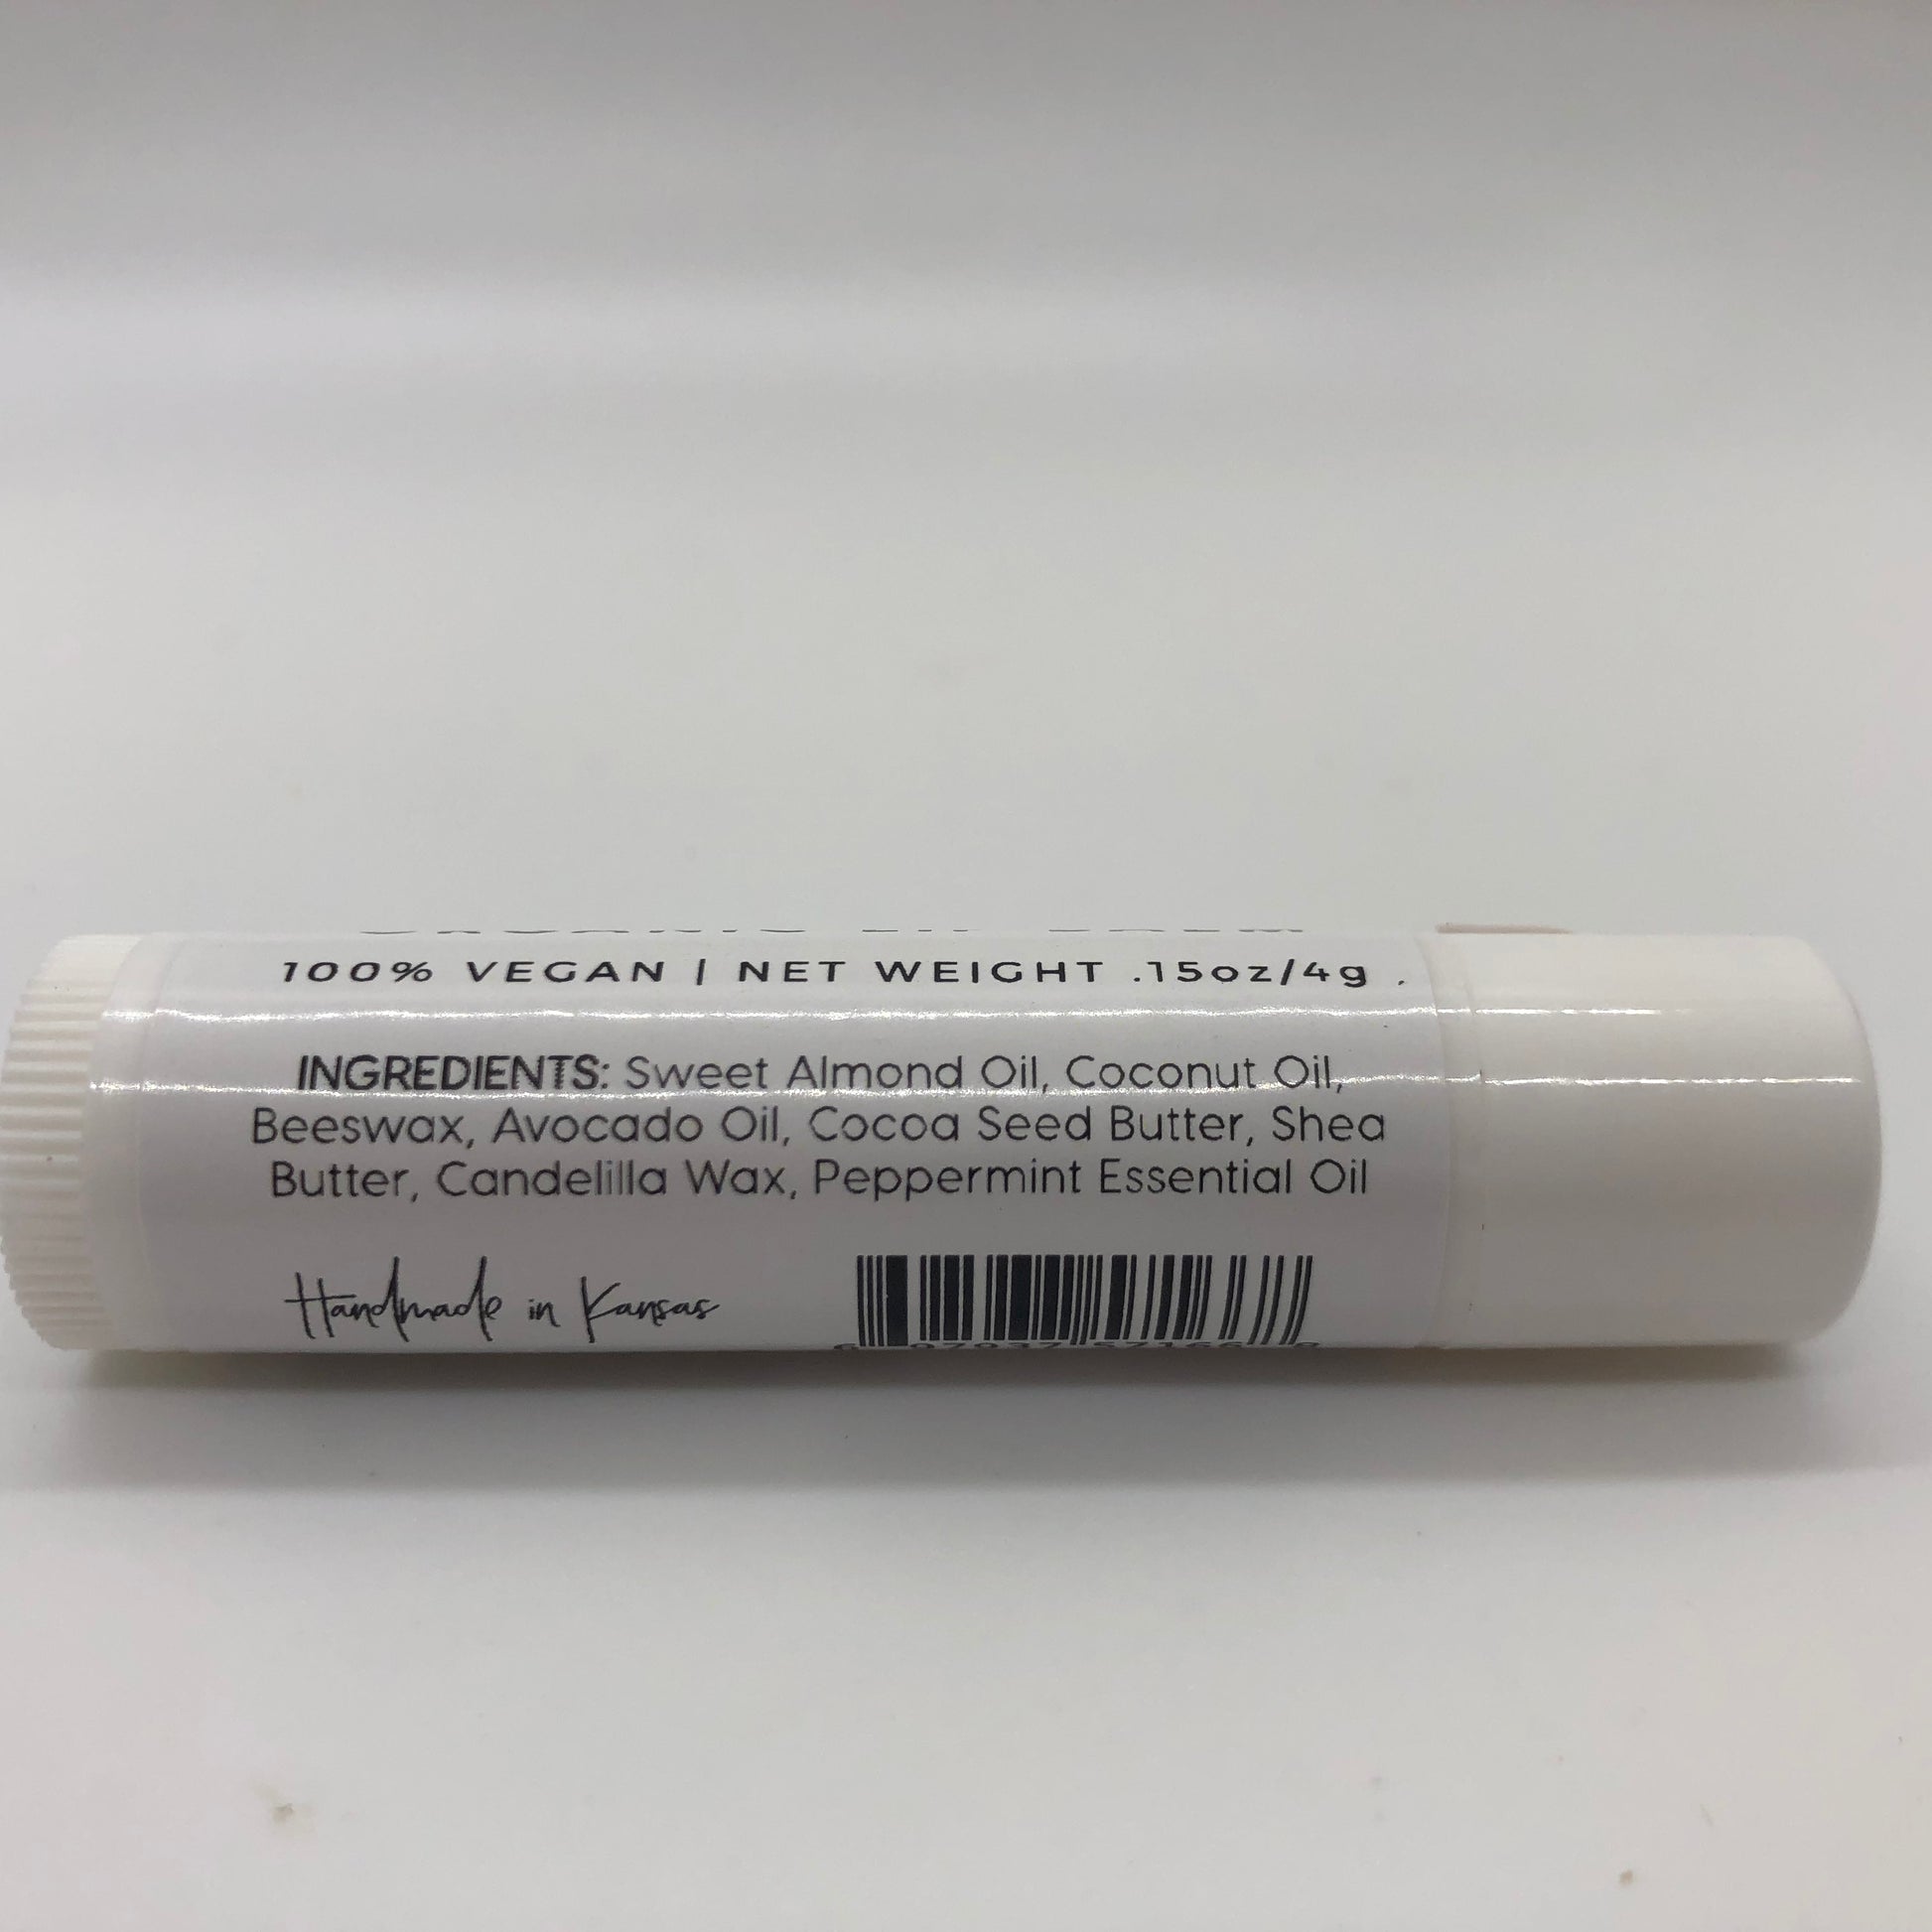 100% VEGAN | NET WEIGHT .15oz/4g
INGREDIENTS: Sweet Almond Oil, Coconut Oil,
Beeswax, Avocado Oil, Cocoa Seed Butter, Shea
Butter, Candelilla Wax, Peppermint Essential Oil
Handmade in Kansas